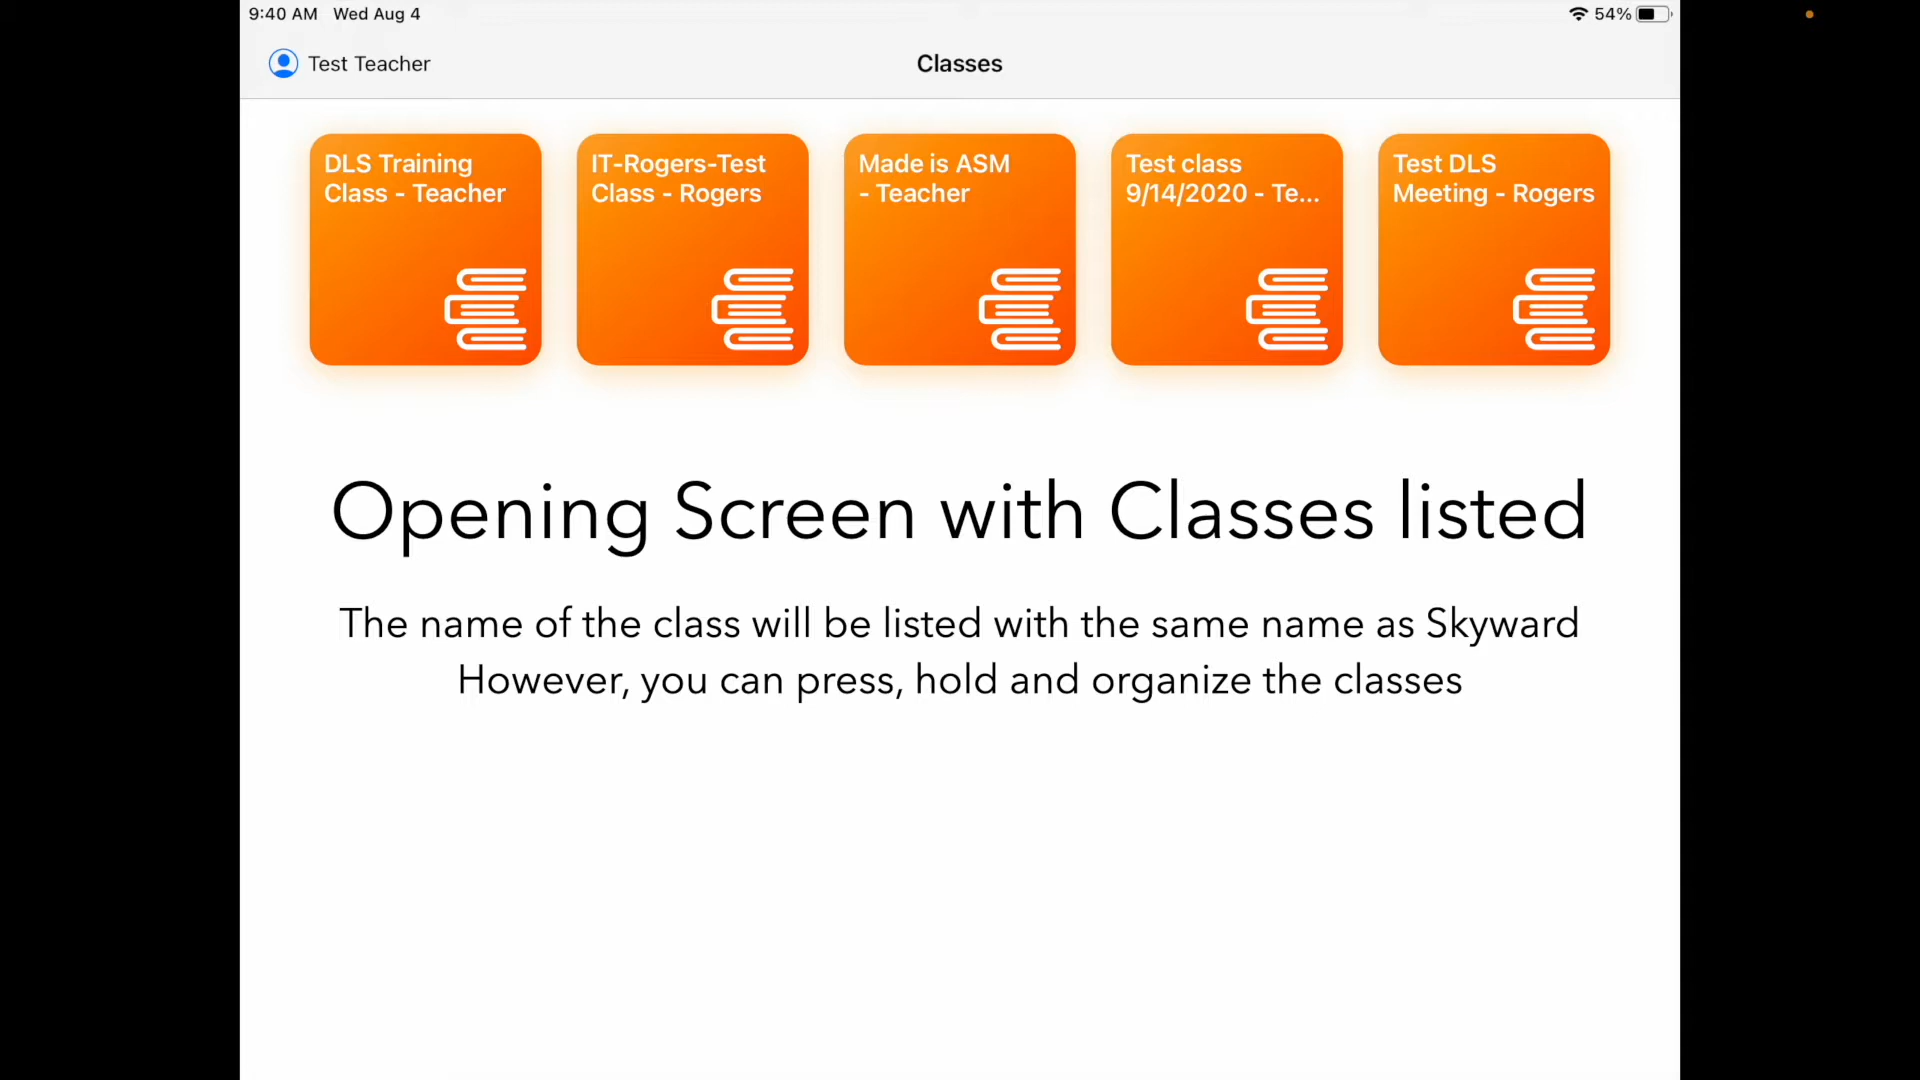 9:40 AM Wed Aug 4
54%
Test Teacher
Classes
DLS Training
Class - Teacher
IT-Rogers-Test
Class - Rogers
Made is ASM
- Teacher
Test class
9/14/2020 - Te...
Test DLS
Meeting - Rogers
Opening Screen with Classes listed
The name of the class will be listed with the same name as Skyward
However, you can press, hold and organize the classes